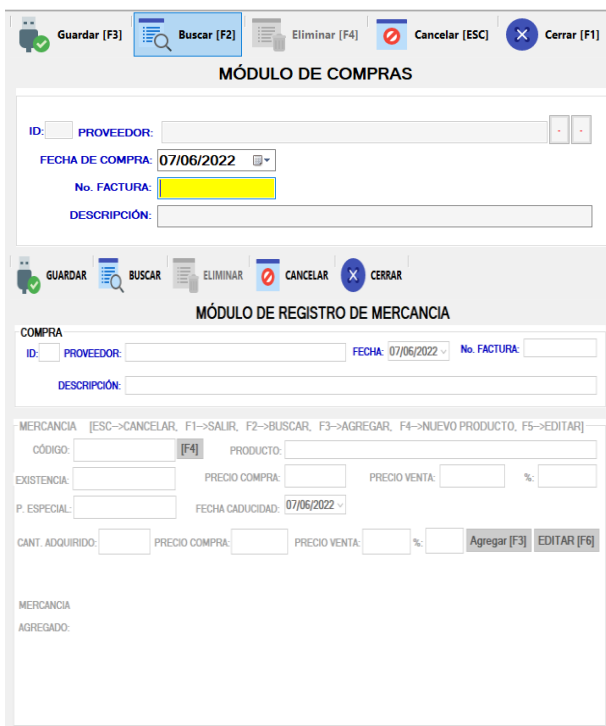 Guardar [F3] Buscar [F2] Eliminar [F4] Cancelar [ESC] Cerrar [F1]
MÓDULO DE COMPRAS
ID: PROVEEDOR: - -
FECHA DE COMPRA: 07/06/2022
No. FACTURA:
DESCRIPCIÓN:
GUARDAR BUSCAR ELIMINAR CANCELAR CERRAR
MÓDULO DE REGISTRO DE MERCANCIA
COMPRA
ID: PROVEEDOR: FECHA: 07/06/2022 No. FACTURA:
DESCRIPCIÓN:
MERCANCIA [ESC-->CANCELAR, F1-->SALIR, F2-->BUSCAR, F3-->AGREGAR, F4-->NUEVO PRODUCTO, F5-->EDITAR]
CÓDIGO: [F4] PRODUCTO:
EXISTENCIA: PRECIO COMPRA: PRECIO VENTA: %:
P. ESPECIAL: FECHA CADUCIDAD: 07/06/2022
CANT. ADQUIRIDO: PRECIO COMPRA: PRECIO VENTA: %: Agregar [F3] EDITAR [F6]
MERCANCIA
AGREGADO: